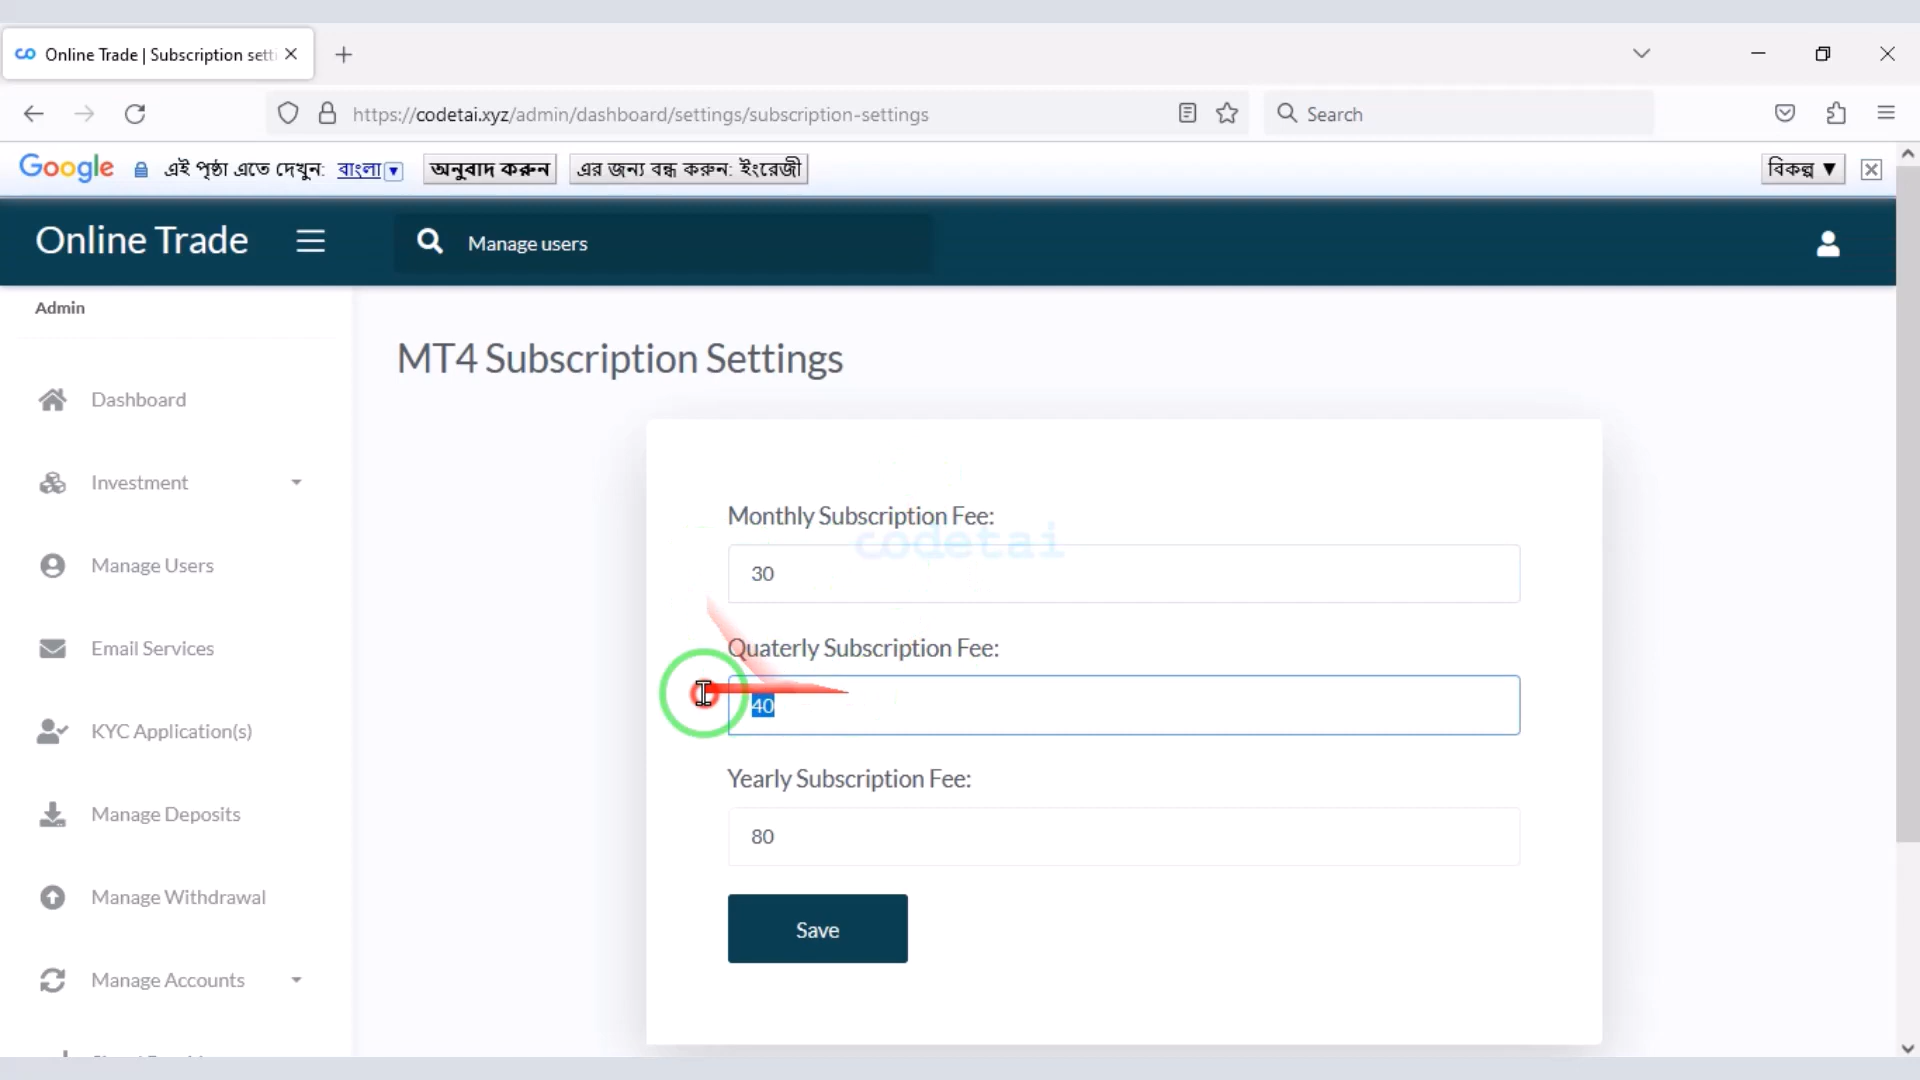 Online Trade | Subscription setti
https://codetai.xyz/admin/dashboard/settings/subscription-settings
Search
Google এই পৃষ্ঠা এতে দেখুন: বাংলা অনুবাদ করুন এর জন্য বন্ধ করুন: ইংরেজী বিকল্প ▼
Online Trade
Manage users
Admin
MT4 Subscription Settings
Dashboard
Investment
Manage Users
Email Services
KYC Application(s)
Manage Deposits
Manage Withdrawal
Manage Accounts
Monthly Subscription Fee:
codetai
30
Quaterly Subscription Fee:
40
Yearly Subscription Fee:
80
Save